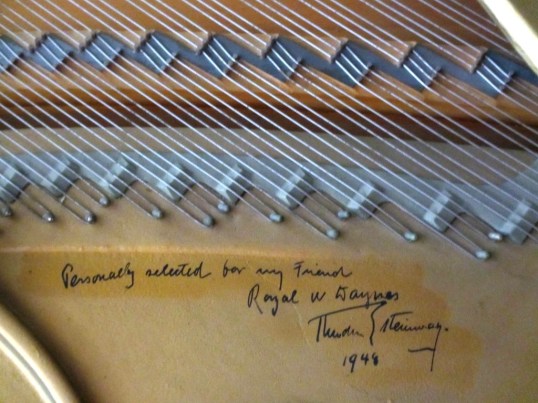 Personally selected for my Friend
Royal W Daynes
Theodore E Steinway.
1948